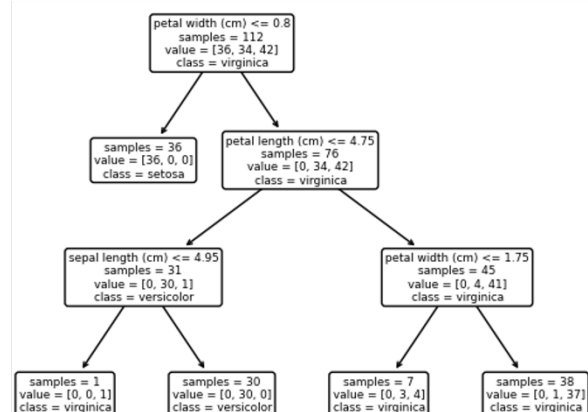 petal width (cm) <= 0.8
samples = 112
value = [36, 34, 42]
class = virginica
samples = 36
value = [36, 0, 0]
class = setosa
petal length (cm) <= 4.75
samples = 76
value = [0, 34, 42]
class = virginica
sepal length (cm) <= 4.95
samples = 31
value = [0, 30, 1]
class = versicolor
petal width (cm) <= 1.75
samples = 45
value = [0, 4, 41]
class = virginica
samples = 1
value = [0, 0, 1]
class = virginica
samples = 30
value = [0, 30, 0]
class = versicolor
samples = 7
value = [0, 3, 4]
class = virginica
samples = 38
value = [0, 1, 37]
class = virginica